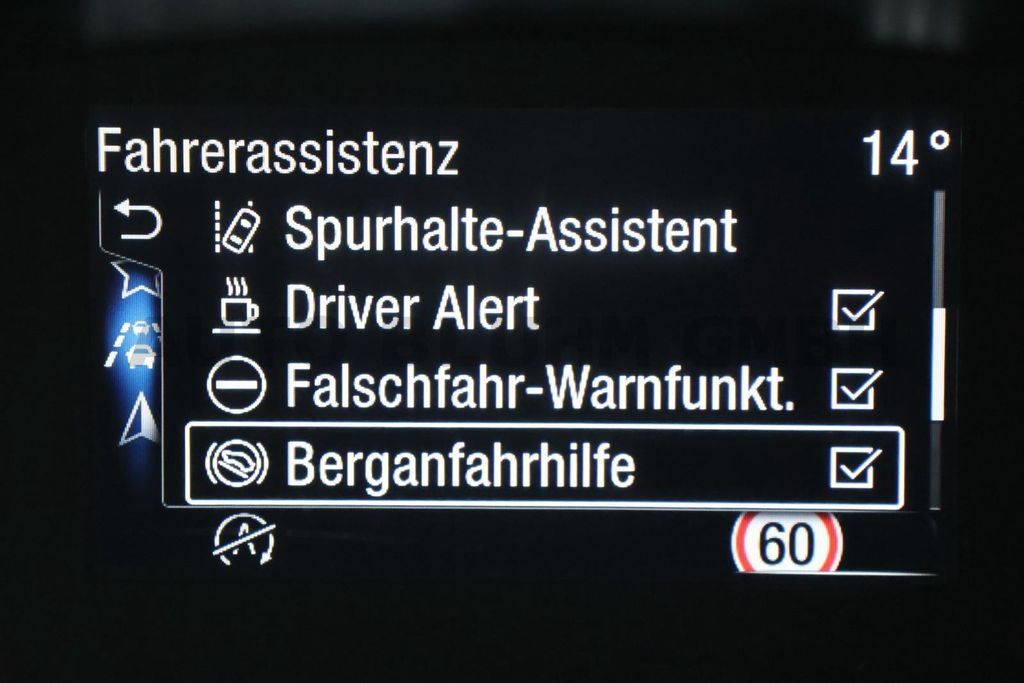 Fahrerassistenz 14°
Spurhalte-Assistent
Driver Alert
Falschfahr-Warnfunkt.
Berganfahrhilfe
60